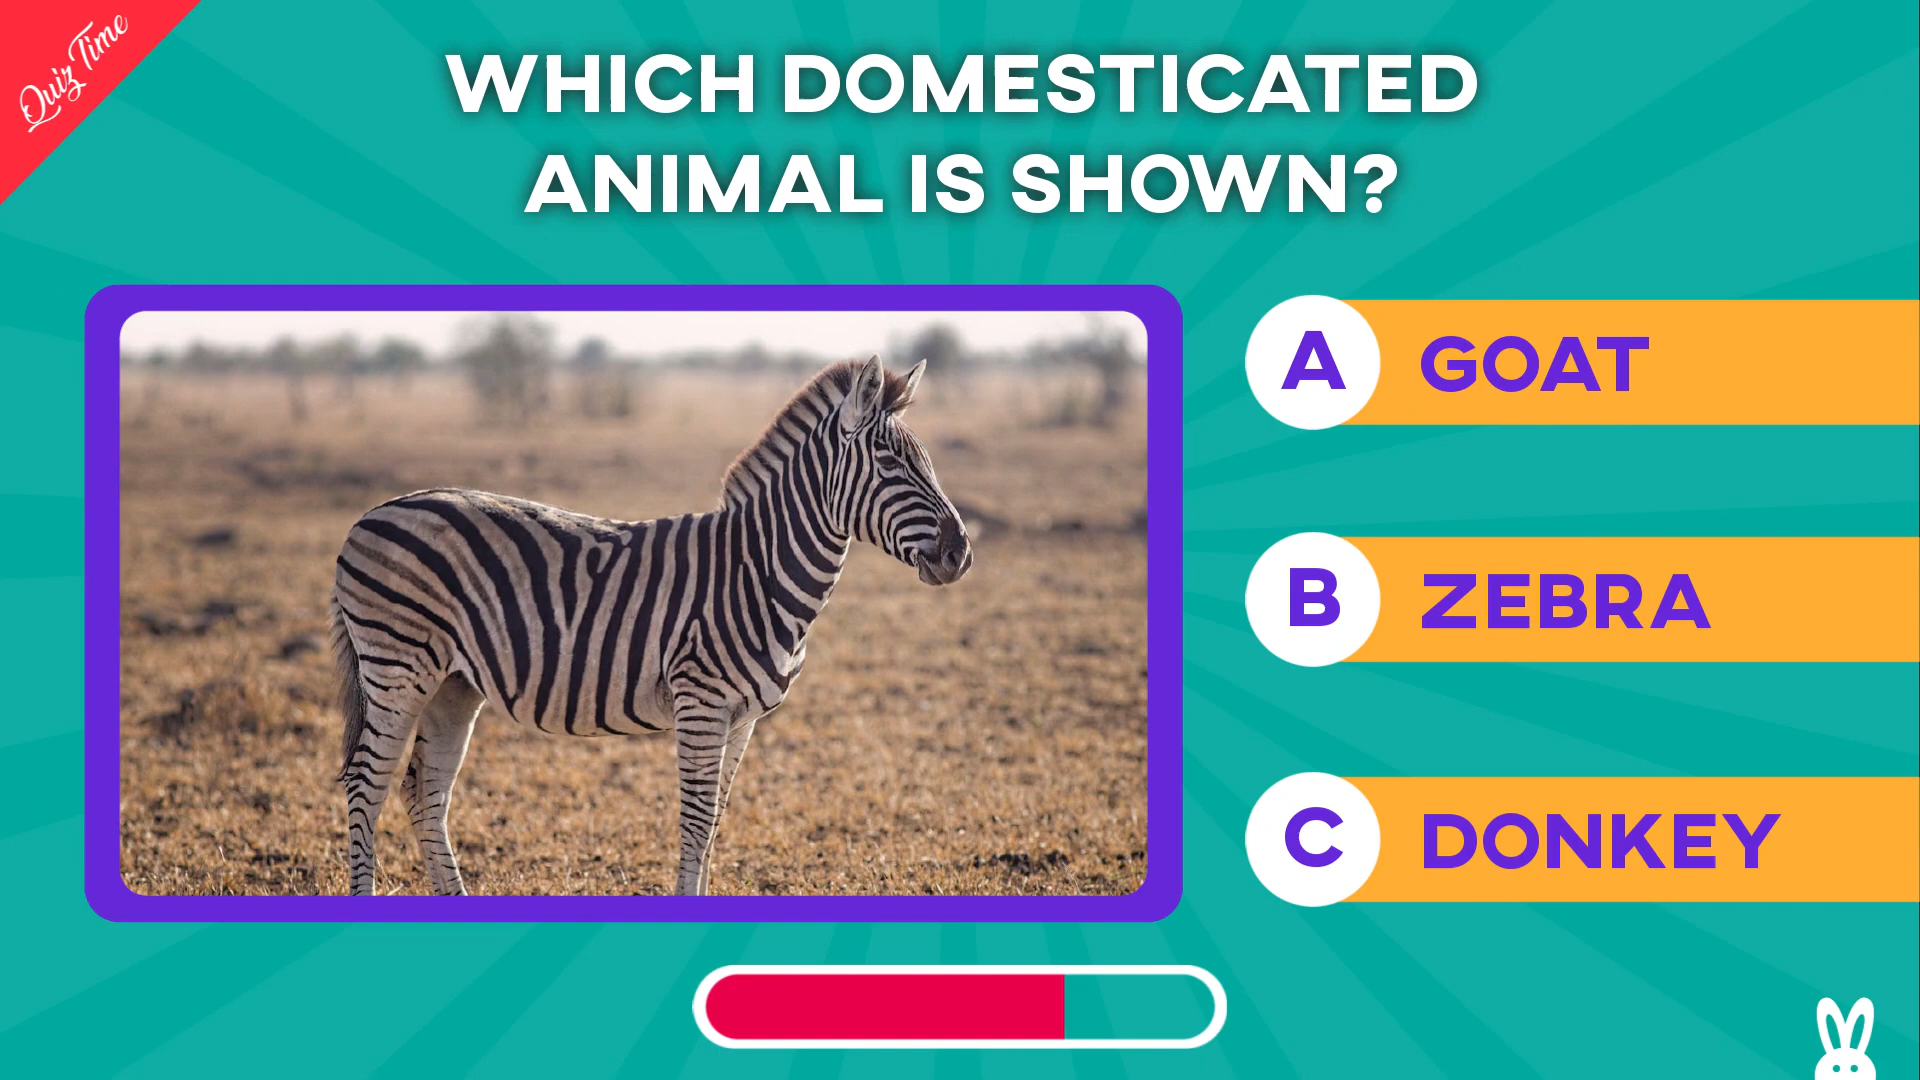 Quiz Time
WHICH DOMESTICATED
ANIMAL IS SHOWN?
A GOAT
B ZEBRA
C DONKEY